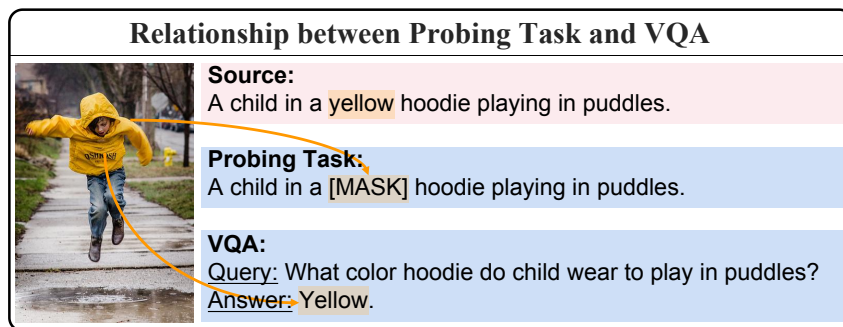 Relationship between Probing Task and VQA
Source:
A child in a yellow hoodie playing in puddles.
Probing Task:
A child in a [MASK] hoodie playing in puddles.
VQA:
Query: What color hoodie do child wear to play in puddles?
Answer: Yellow.